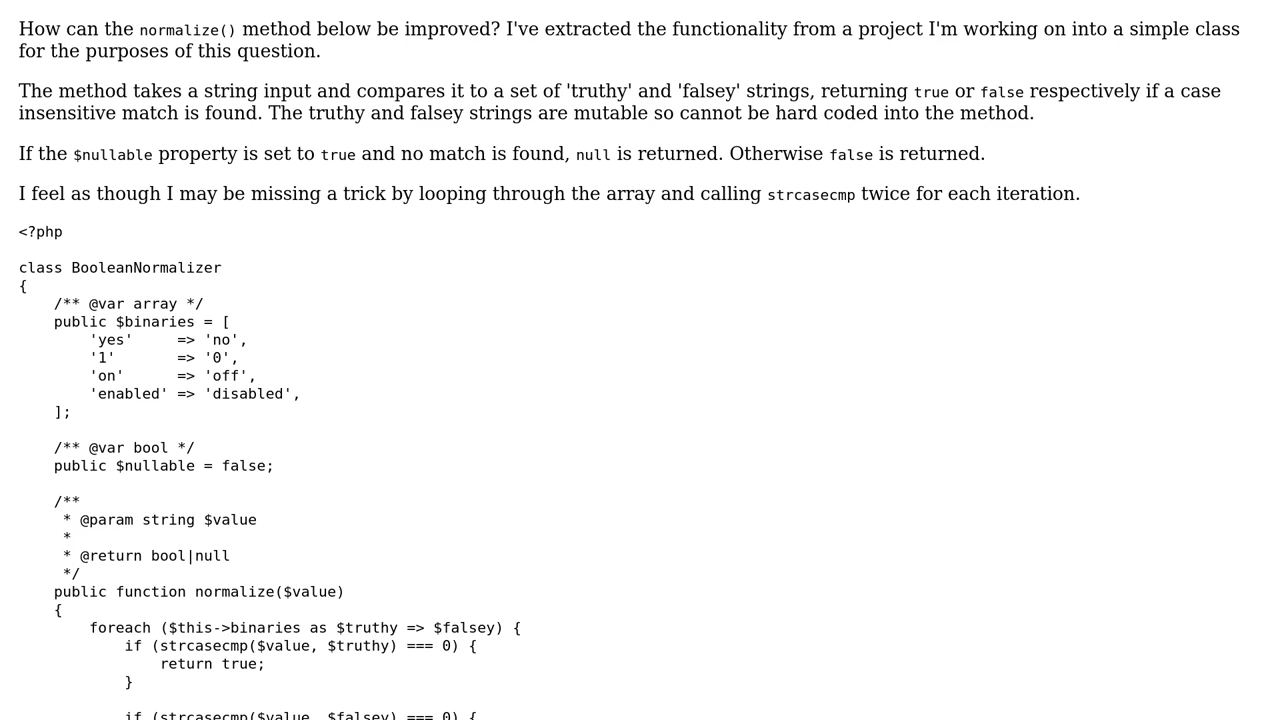 How can the normalize() method below be improved? I've extracted the functionality from a project I'm working on into a simple class
for the purposes of this question.
The method takes a string input and compares it to a set of 'truthy' and 'falsey' strings, returning true or false respectively if a case
insensitive match is found. The truthy and falsey strings are mutable so cannot be hard coded into the method.
If the $nullable property is set to true and no match is found, null is returned. Otherwise false is returned.
I feel as though I may be missing a trick by looping through the array and calling strcasecmp twice for each iteration.
<?php
class BooleanNormalizer
{
    /** @var array */
    public $binaries = [
        'yes'     => 'no',
        '1'       => '0',
        'on'      => 'off',
        'enabled' => 'disabled',
    ];
    /** @var bool */
    public $nullable = false;
    /**
     * @param string $value
     *
     * @return bool|null
     */
    public function normalize($value)
    {
        foreach ($this->binaries as $truthy => $falsey) {
            if (strcasecmp($value, $truthy) === 0) {
                return true;
            }
            if (strcasecmp($value, $falsey) === 0) {